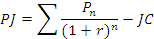 PJ = ∑ Pₙ / (1 + r)ⁿ − JC